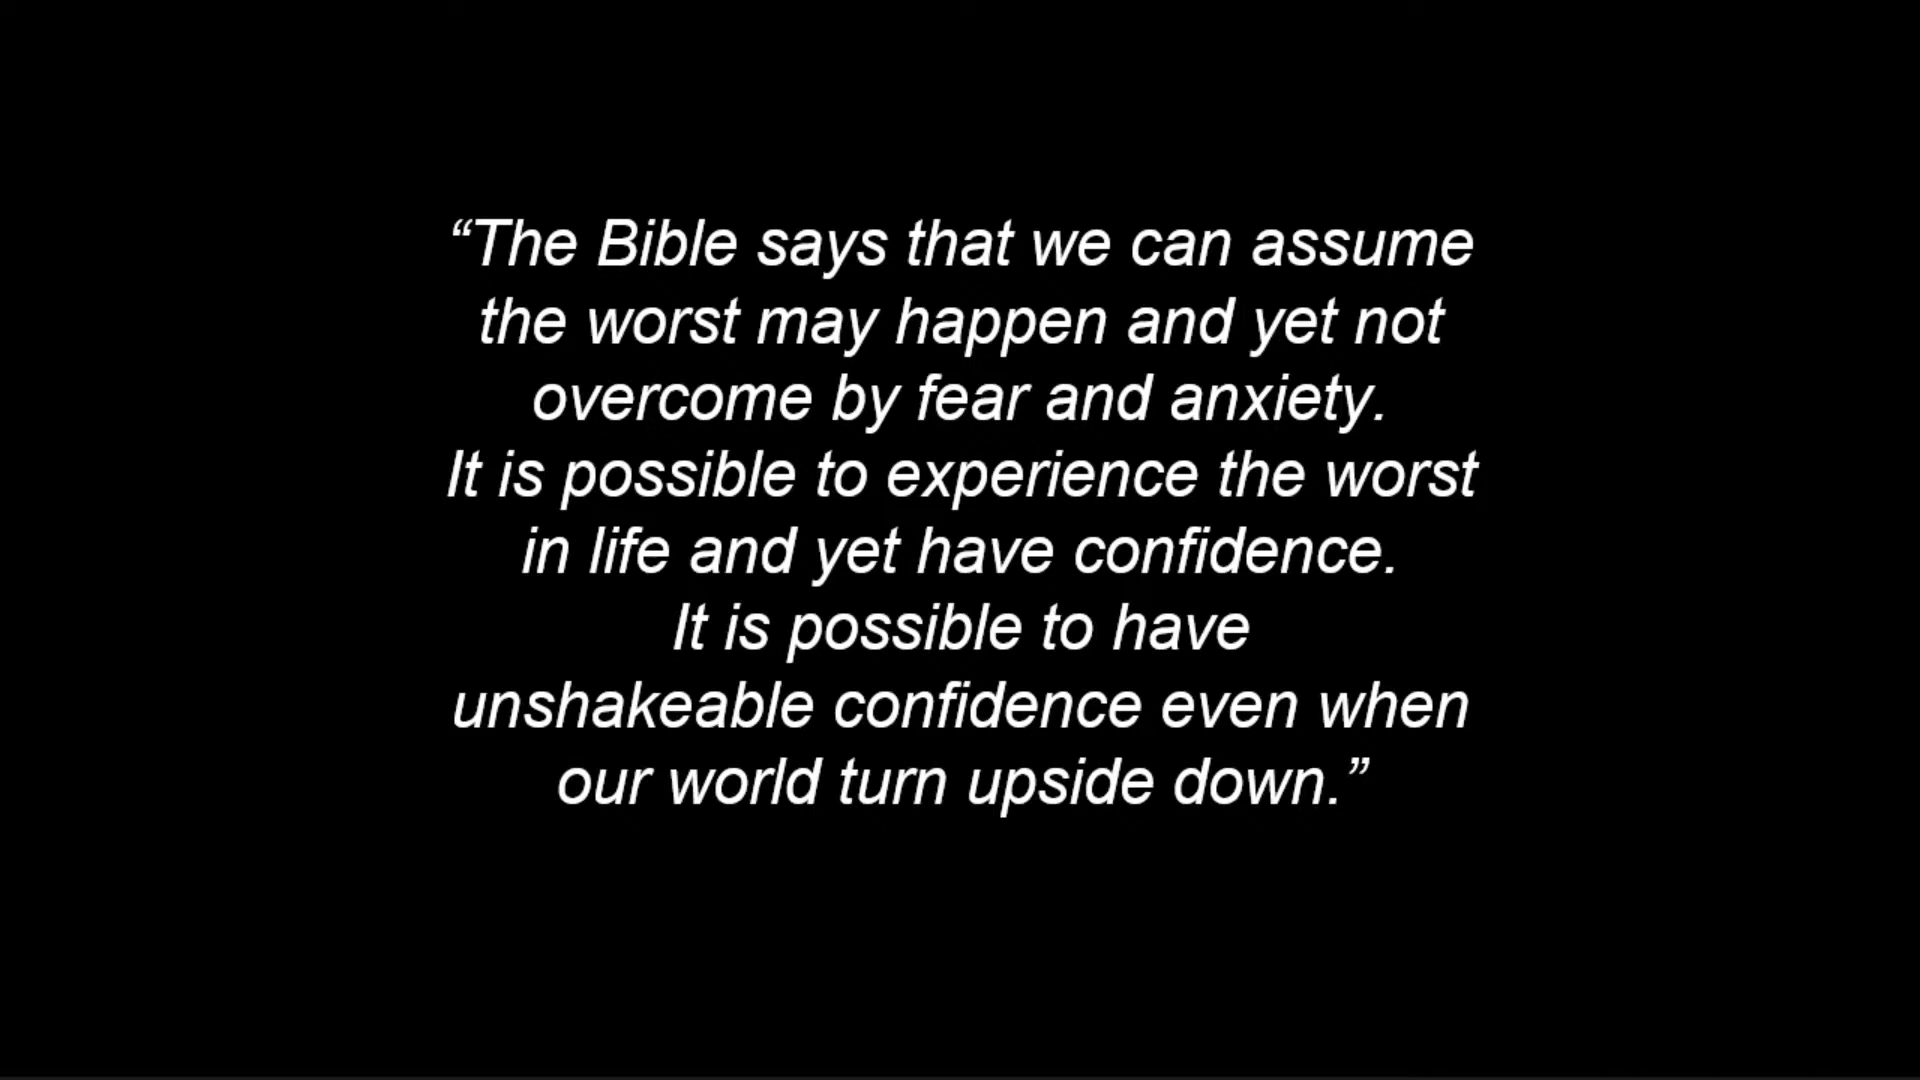 “The Bible says that we can assume
the worst may happen and yet not
overcome by fear and anxiety.
It is possible to experience the worst
in life and yet have confidence.
It is possible to have
unshakeable confidence even when
our world turn upside down.”